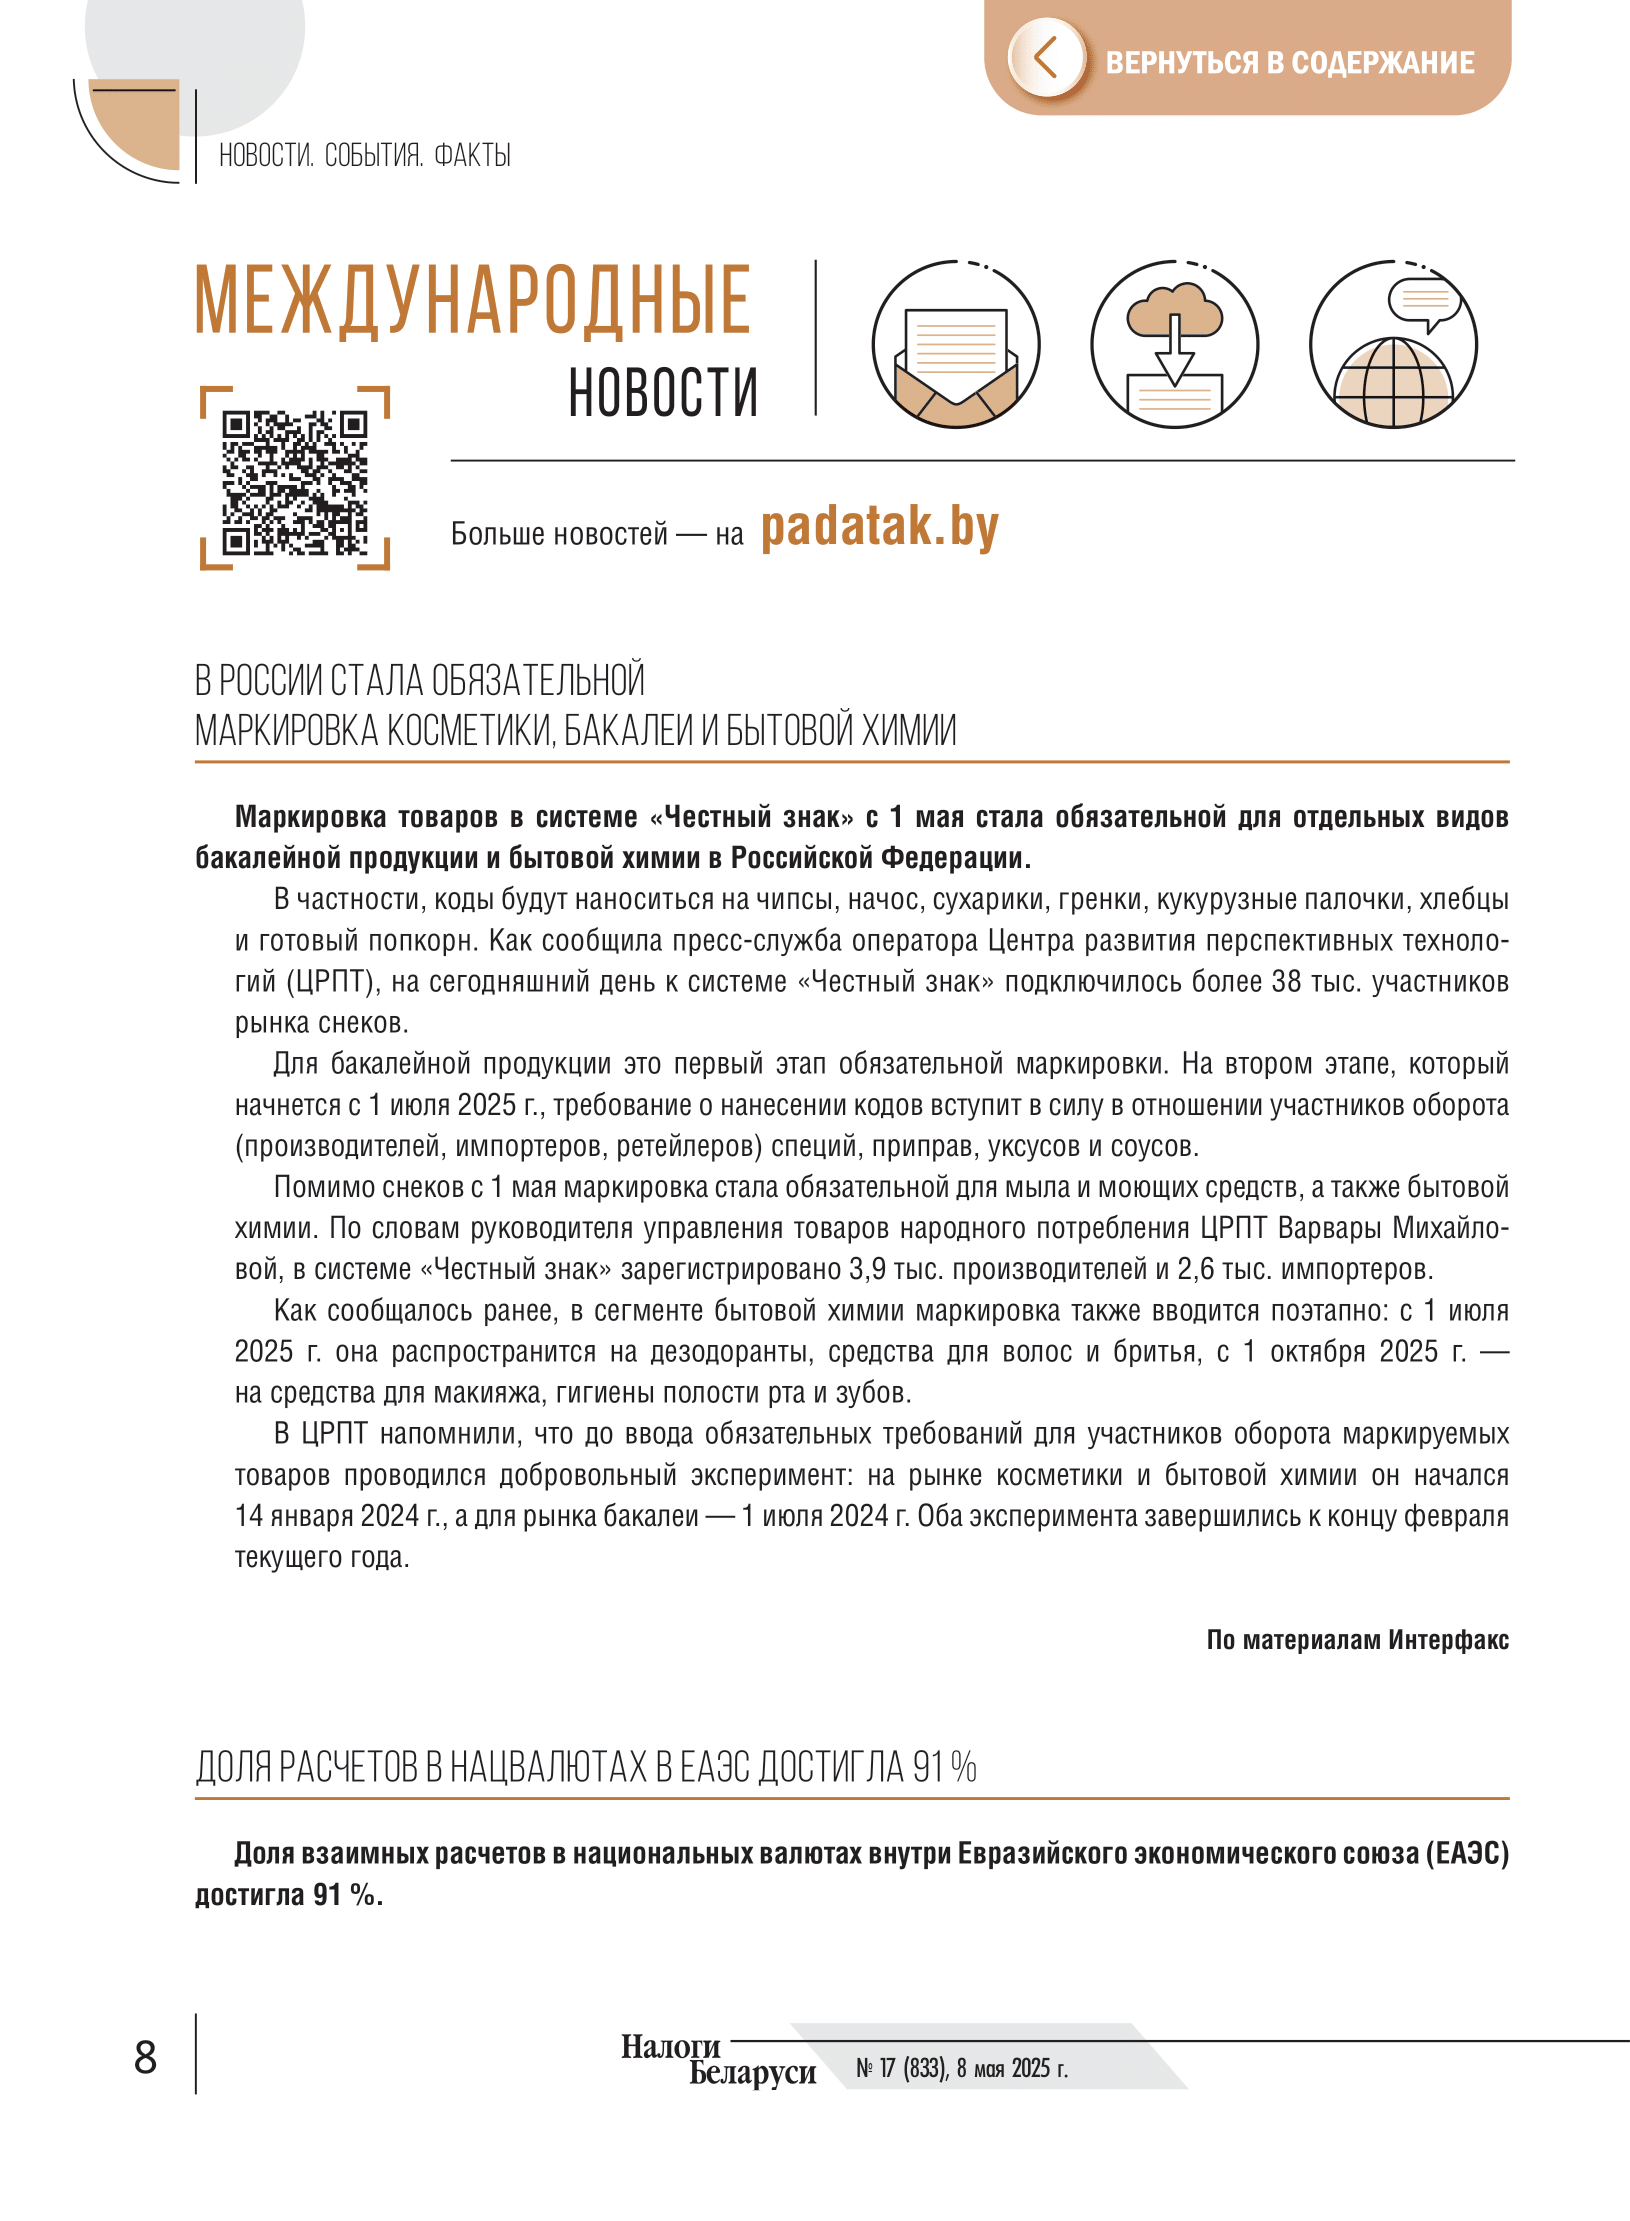 ВЕРНУТЬСЯ В СОДЕРЖАНИЕ
НОВОСТИ. СОБЫТИЯ. ФАКТЫ
МЕЖДУНАРОДНЫЕ
НОВОСТИ
Больше новостей — на padatak.by
В РОССИИ СТАЛА ОБЯЗАТЕЛЬНОЙ
МАРКИРОВКА КОСМЕТИКИ, БАКАЛЕИ И БЫТОВОЙ ХИМИИ
Маркировка товаров в системе «Честный знак» с 1 мая стала обязательной для отдельных видов
бакалейной продукции и бытовой химии в Российской Федерации.
В частности, коды будут наноситься на чипсы, начос, сухарики, гренки, кукурузные палочки, хлебцы
и готовый попкорн. Как сообщила пресс-служба оператора Центра развития перспективных техноло-
гий (ЦРПТ), на сегодняшний день к системе «Честный знак» подключилось более 38 тыс. участников
рынка снеков.
Для бакалейной продукции это первый этап обязательной маркировки. На втором этапе, который
начнется с 1 июля 2025 г., требование о нанесении кодов вступит в силу в отношении участников оборота
(производителей, импортеров, ретейлеров) специй, приправ, уксусов и соусов.
Помимо снеков с 1 мая маркировка стала обязательной для мыла и моющих средств, а также бытовой
химии. По словам руководителя управления товаров народного потребления ЦРПТ Варвары Михайло-
вой, в системе «Честный знак» зарегистрировано 3,9 тыс. производителей и 2,6 тыс. импортеров.
Как сообщалось ранее, в сегменте бытовой химии маркировка также вводится поэтапно: с 1 июля
2025 г. она распространится на дезодоранты, средства для волос и бритья, с 1 октября 2025 г. —
на средства для макияжа, гигиены полости рта и зубов.
В ЦРПТ напомнили, что до ввода обязательных требований для участников оборота маркируемых
товаров проводился добровольный эксперимент: на рынке косметики и бытовой химии он начался
14 января 2024 г., а для рынка бакалеи — 1 июля 2024 г. Оба эксперимента завершились к концу февраля
текущего года.
По материалам Интерфакс
ДОЛЯ РАСЧЕТОВ В НАЦВАЛЮТАХ В ЕАЭС ДОСТИГЛА 91 %
Доля взаимных расчетов в национальных валютах внутри Евразийского экономического союза (ЕАЭС)
достигла 91 %.
8
Налоги
Беларуси
№ 17 (833), 8 мая 2025 г.